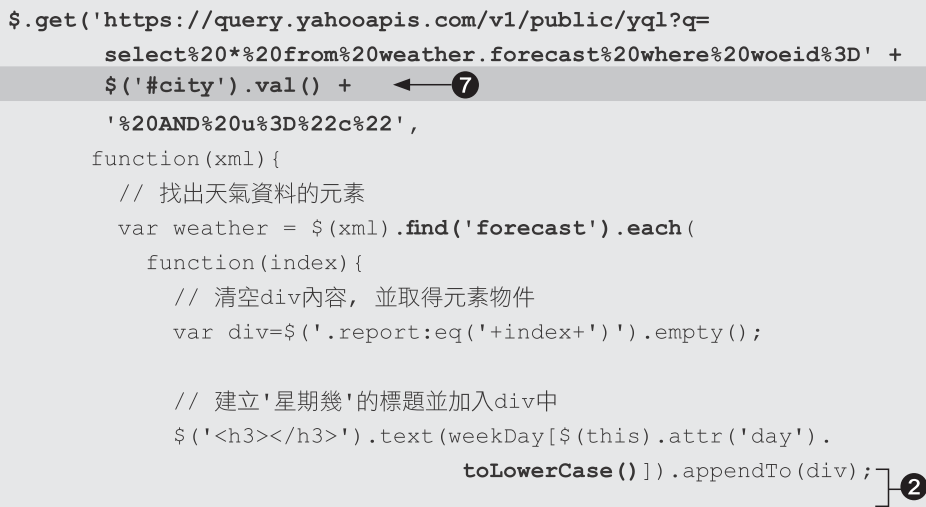 $.get('https://query.yahooapis.com/v1/public/yql?q=
select%20*%20from%20weather.forecast%20where%20woeid%3D' +
$('#city').val() + 7
'%20AND%20u%3D%22c%22',
function(xml){
// 找出天氣資料的元素
var weather = $(xml).find('forecast').each(
function(index){
// 清空div內容, 並取得元素物件
var div=$('.report:eq('+index+')').empty();
// 建立'星期幾'的標題並加入div中
$('<h3></h3>').text(weekDay[$(this).attr('day').
toLowerCase()]).appendTo(div);
2